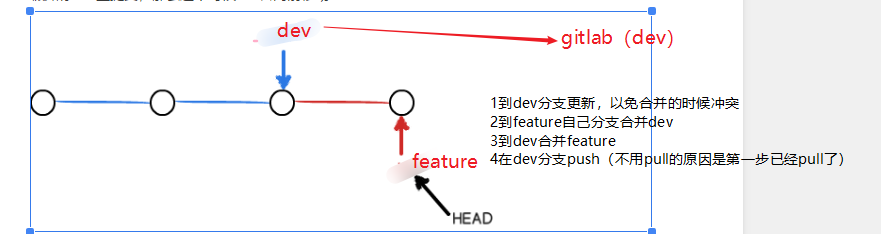 dev
gitlab（dev）
1到dev分支更新，以免合并的时候冲突
2到feature自己分支合并dev
3到dev合并feature
4在dev分支push（不用pull的原因是第一步已经pull了）
feature
HEAD